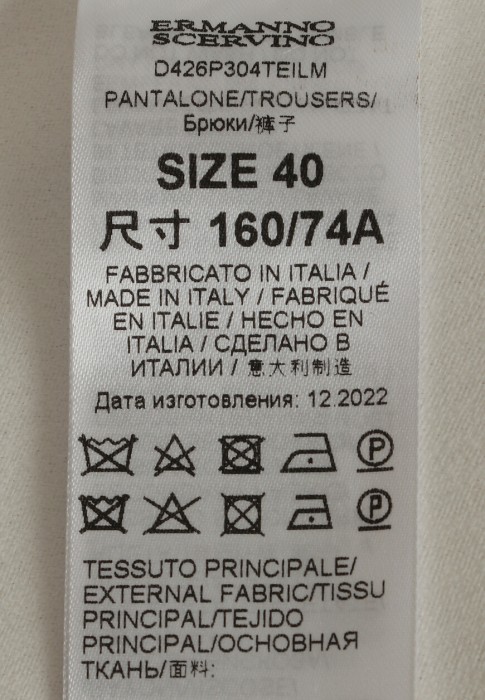 ERMANNO
SCERVINO
D426P304TEILM
PANTALONE/TROUSERS/
Брюки/褲子
SIZE 40
尺寸 160/74A
FABBRICATO IN ITALIA /
MADE IN ITALY / FABRIQUÉ
EN ITALIE / HECHO EN
ITALIA / СДЕЛАНО В
ИТАЛИИ / 意大利制造
Дата изготовления: 12.2022
P
P
TESSUTO PRINCIPALE/
EXTERNAL FABRIC/TISSU
PRINCIPAL/TEJIDO
PRINCIPAL/ОСНОВНАЯ
ТКАНЬ/面料: